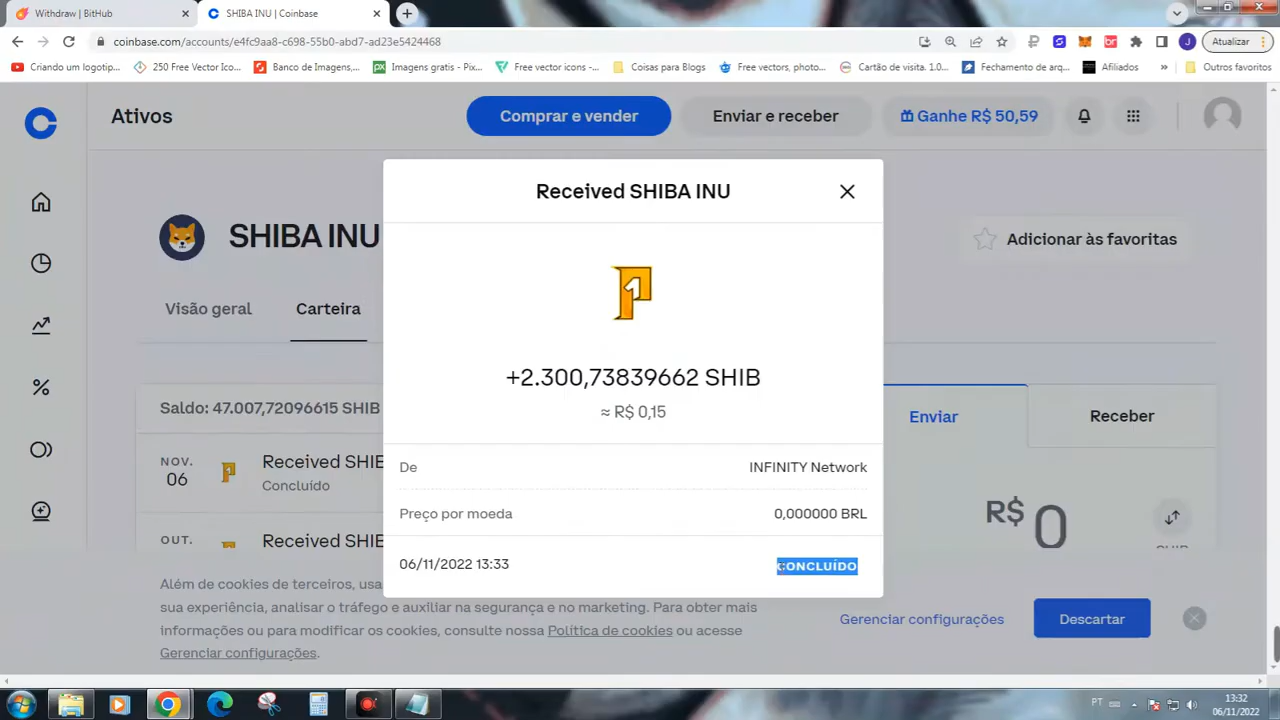 Withdraw | BitHub
SHIBA INU | Coinbase
coinbase.com/accounts/e4fc9aa8-c698-55b0-abd7-ad23e5424468
J
Atualizar
Criando um logotip...
250 Free Vector Ico...
Banco de Imagens,...
Imagens gratis - Pix...
Free vector icons -...
Coisas para Blogs
Free vectors, photo...
Cartão de visita. 1.0...
Fechamento de arq...
Afiliados
»
Outros favoritos
Ativos
Comprar e vender
Enviar e receber
Ganhe R$ 50,59
SHIBA INU
Adicionar às favoritas
Visão geral
Carteira
Saldo: 47.007,72096615 SHIB
NOV.
06
Received SHIE
Concluído
OUT.
Received SHIE
Received SHIBA INU
+2.300,73839662 SHIB
≈ R$ 0,15
De
INFINITY Network
Preço por moeda
0,000000 BRL
06/11/2022 13:33
CONCLUÍDO
Enviar
Receber
R$ 0
Além de cookies de terceiros, usa
sua experiência, analisar o tráfego e auxiliar na segurança e no marketing. Para obter mais
informações ou para modificar os cookies, consulte nossa Política de cookies ou acesse
Gerenciar configurações.
Gerenciar configurações
Descartar
PT
13:32
06/11/2022